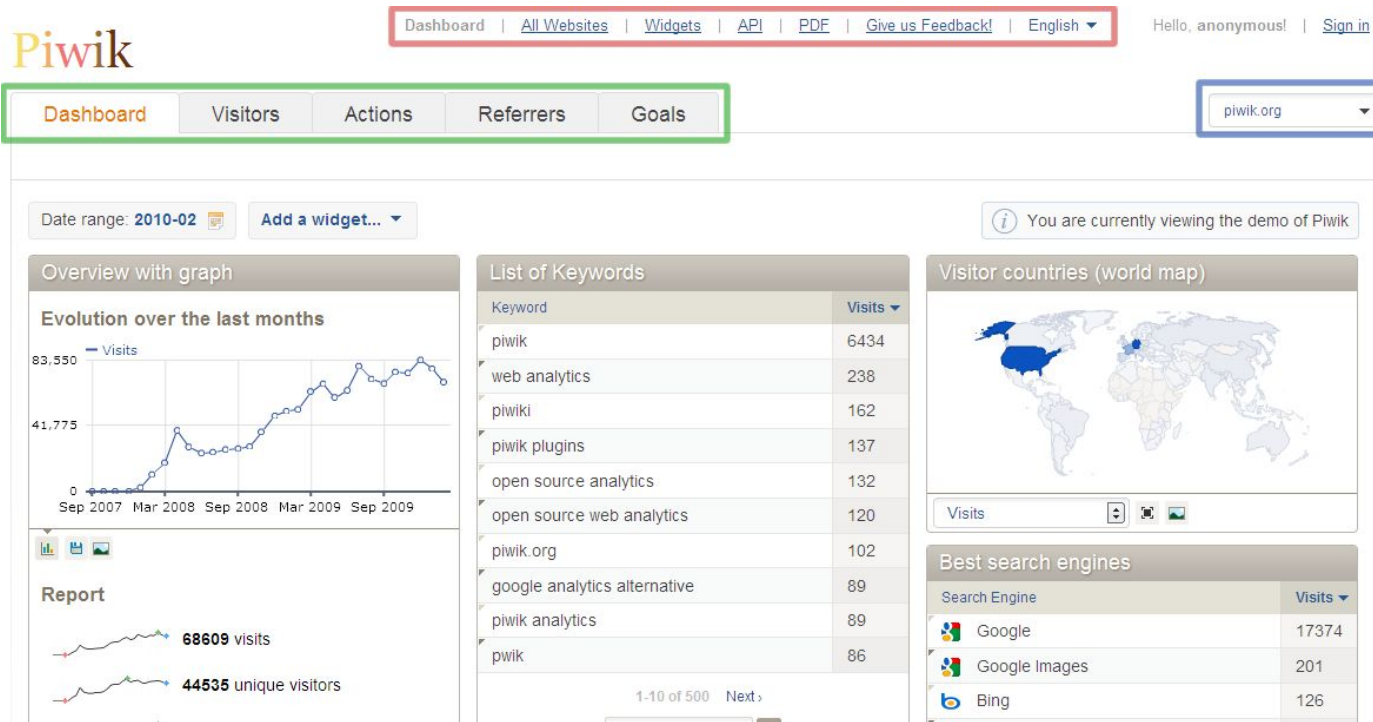 Dashboard | All Websites | Widgets | API | PDF | Give us Feedback! | English
Hello, anonymous! | Sign in
Piwik
Dashboard Visitors Actions Referrers Goals
piwik.org
Date range: 2010-02
Add a widget...
You are currently viewing the demo of Piwik
Overview with graph
Evolution over the last months
Visits
83,550
41,775
0
Sep 2007 Mar 2008 Sep 2008 Mar 2009 Sep 2009
Report
68609 visits
44535 unique visitors
List of Keywords
Keyword Visits
piwik 6434
web analytics 238
piwiki 162
piwik plugins 137
open source analytics 132
open source web analytics 120
piwik.org 102
google analytics alternative 89
piwik analytics 89
pwik 86
1-10 of 500 Next ›
Visitor countries (world map)
Visits
Best search engines
Search Engine Visits
Google 17374
Google Images 201
Bing 126